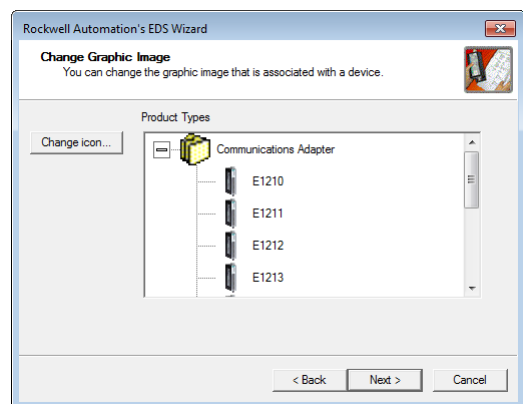 Rockwell Automation's EDS Wizard
Change Graphic Image
You can change the graphic image that is associated with a device.
Product Types
Change icon...
Communications Adapter
E1210
E1211
E1212
E1213
< Back
Next >
Cancel